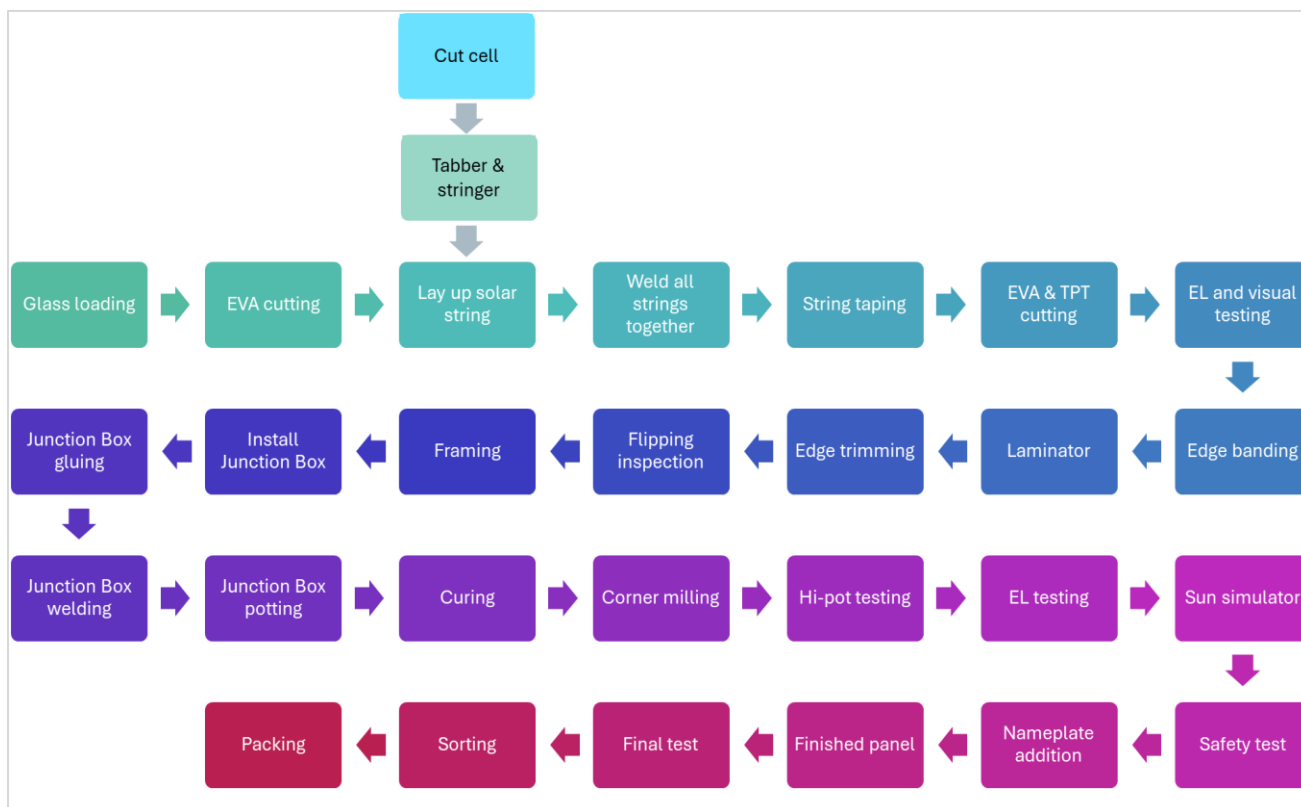 Cut cell
Tabber &
stringer
Glass loading
EVA cutting
Lay up solar
string
Weld all
strings
together
String taping
EVA & TPT
cutting
EL and visual
testing
Junction Box
gluing
Install
Junction Box
Framing
Flipping
inspection
Edge trimming
Laminator
Edge banding
Junction Box
welding
Junction Box
potting
Curing
Corner milling
Hi-pot testing
EL testing
Sun simulator
Packing
Sorting
Final test
Finished panel
Nameplate
addition
Safety test